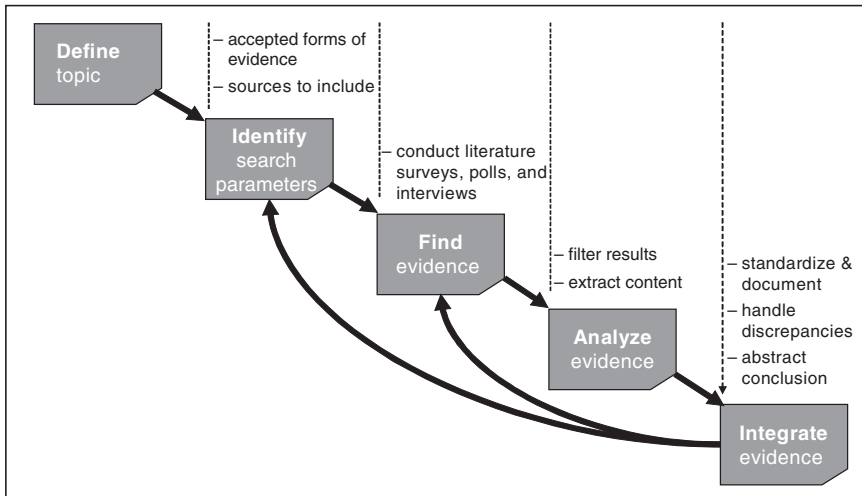 Define
topic
– accepted forms of
evidence
– sources to include
Identify
search
parameters
– conduct literature
surveys, polls, and
interviews
Find
evidence
– filter results
– extract content
Analyze
evidence
– standardize &
document
– handle
discrepancies
– abstract
conclusion
Integrate
evidence